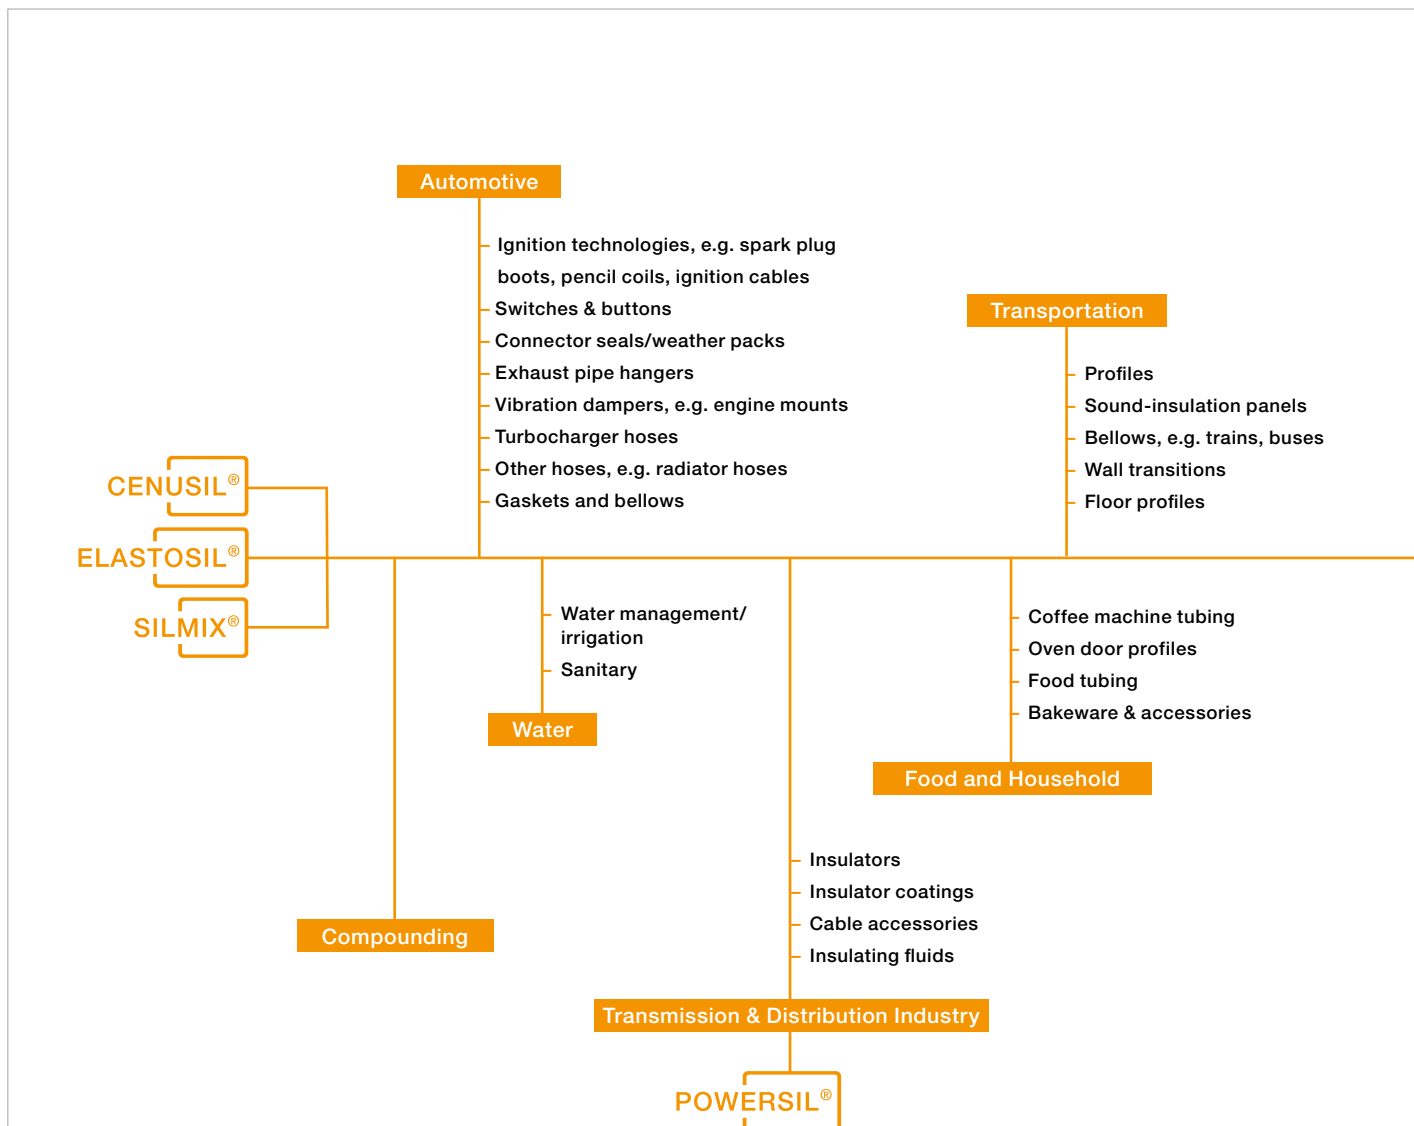 Automotive
Ignition technologies, e.g. spark plug
boots, pencil coils, ignition cables
Switches & buttons
Connector seals/weather packs
Exhaust pipe hangers
Vibration dampers, e.g. engine mounts
Turbocharger hoses
Other hoses, e.g. radiator hoses
Gaskets and bellows
Transportation
Profiles
Sound-insulation panels
Bellows, e.g. trains, buses
Wall transitions
Floor profiles
CENUSIL®
ELASTOSIL®
SILMIX®
Water management/
irrigation
Sanitary
Water
Coffee machine tubing
Oven door profiles
Food tubing
Bakeware & accessories
Food and Household
Compounding
Insulators
Insulator coatings
Cable accessories
Insulating fluids
Transmission & Distribution Industry
POWERSIL®